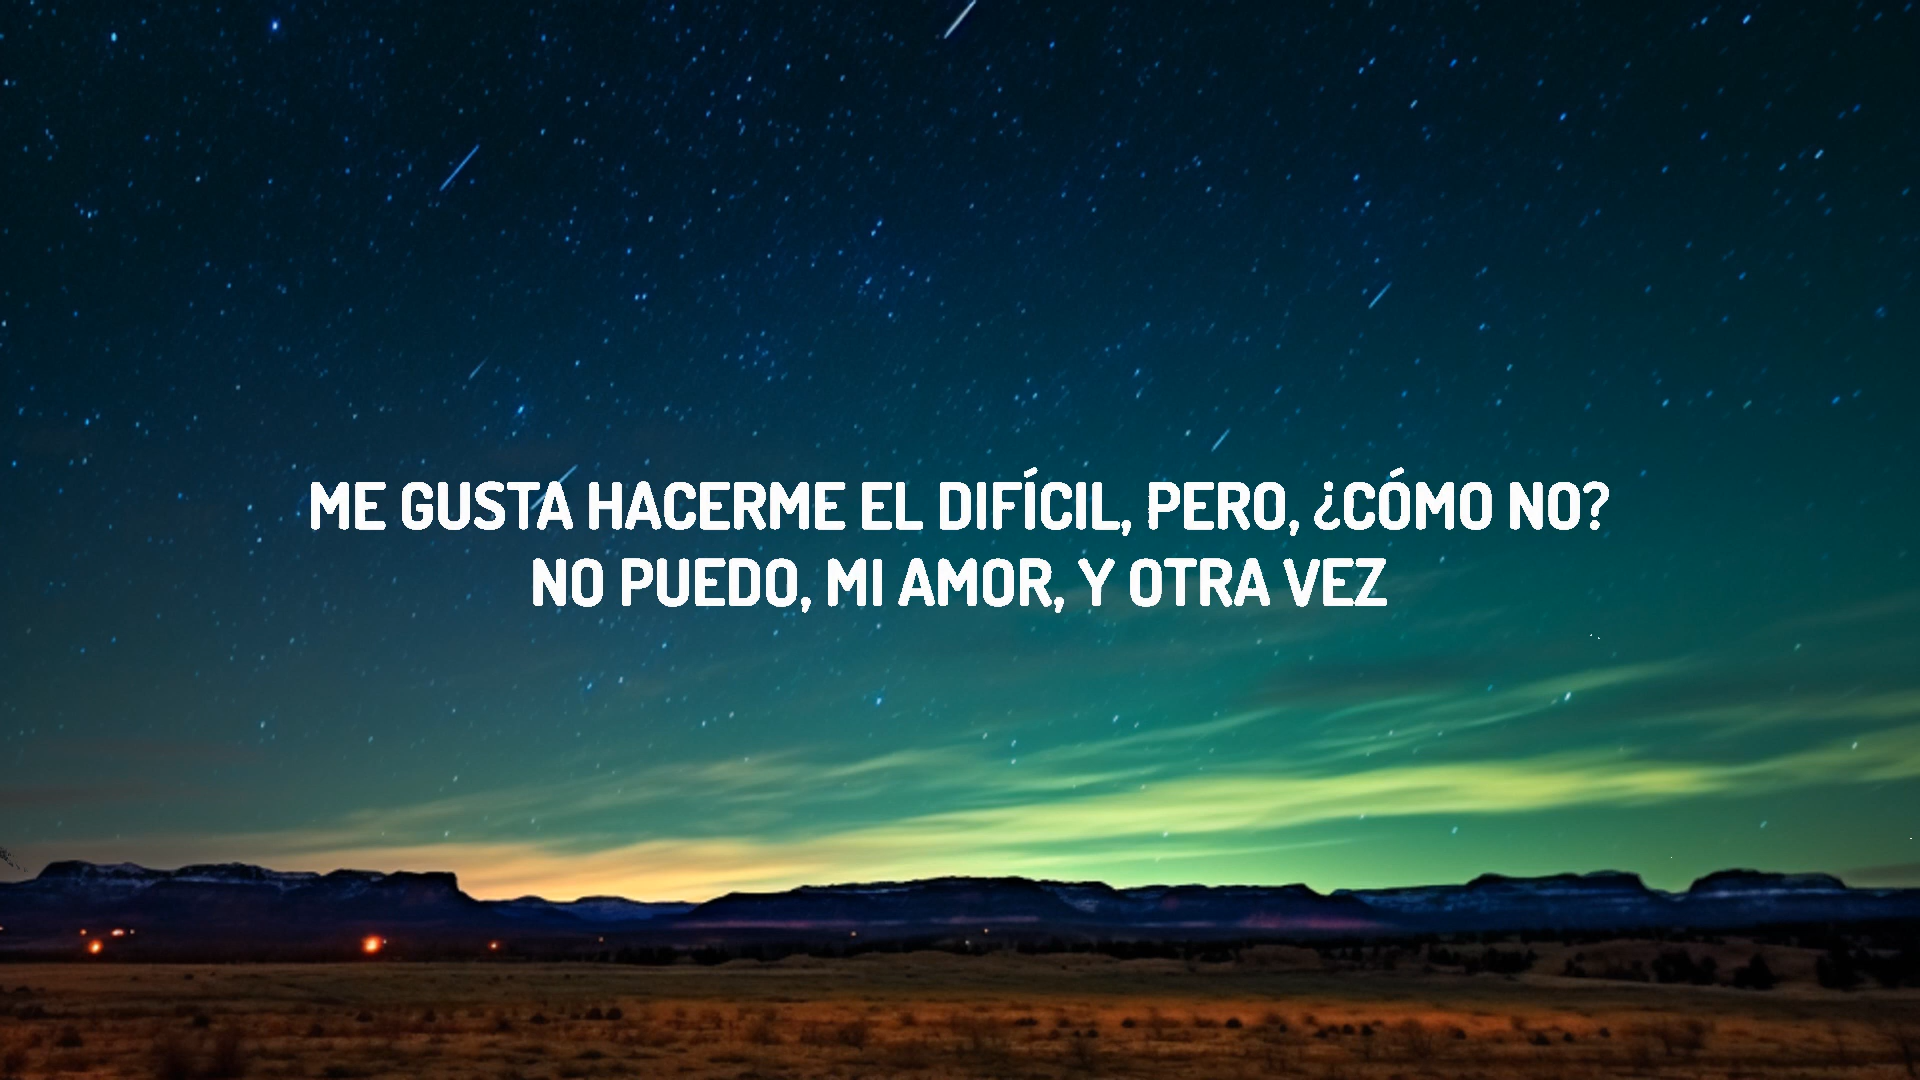 ME GUSTA HACERME EL DIFÍCIL, PERO, ¿CÓMO NO?
NO PUEDO, MI AMOR, Y OTRA VEZ